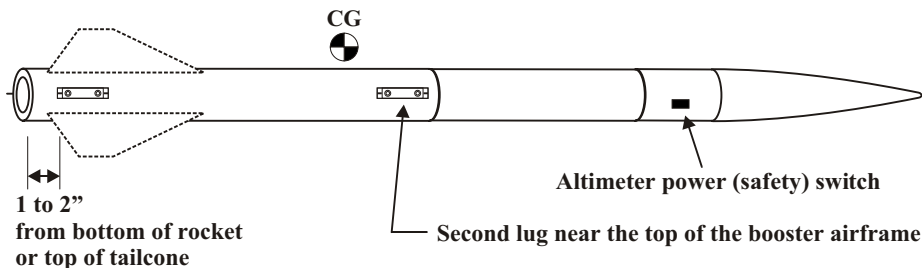 CG
Altimeter power (safety) switch
1 to 2”
from bottom of rocket
or top of tailcone
Second lug near the top of the booster airframe